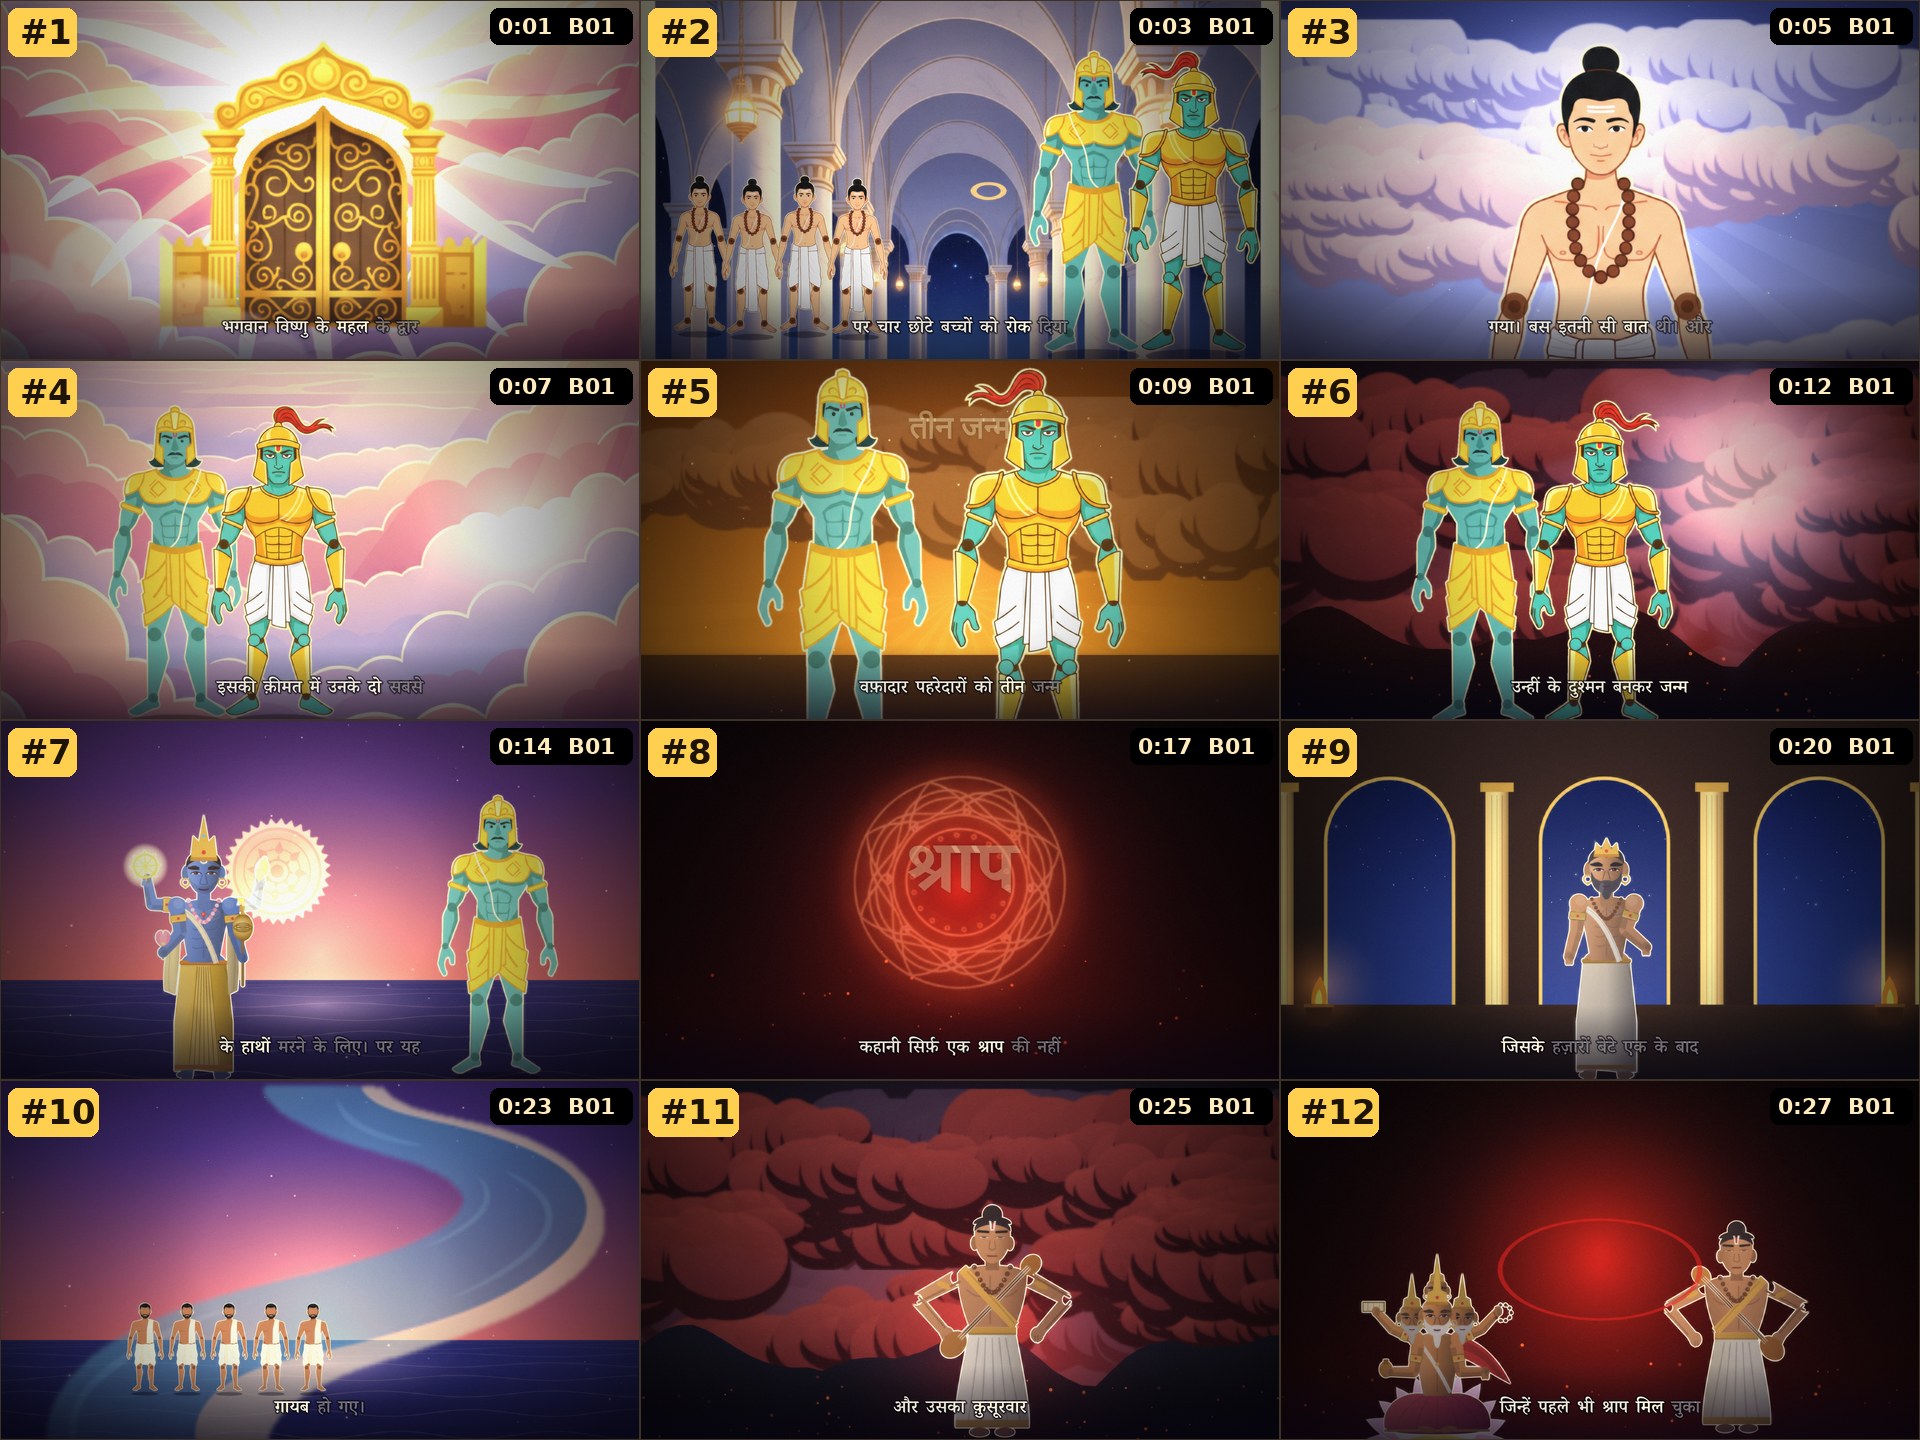 #1
0:01 B01
भगवान विष्णु के महल के द्वार
#2
0:03 B01
पर चार छोटे बच्चों को रोक दिया
#3
0:05 B01
गया। बस इतनी सी बात थी। और
#4
0:07 B01
इसकी क़ीमत में उनके दो सबसे
#5
0:09 B01
तीन जन्म
वफ़ादार पहरेदारों को तीन जन्म
#6
0:12 B01
उन्हीं के दुश्मन बनकर जन्म
#7
0:14 B01
के हाथों मरने के लिए। पर यह
#8
0:17 B01
श्राप
कहानी सिर्फ़ एक श्राप की नहीं
#9
0:20 B01
जिसके हज़ारों बेटे एक के बाद
#10
0:23 B01
ग़ायब हो गए।
#11
0:25 B01
और उसका क़ुसूरवार
#12
0:27 B01
जिन्हें पहले भी श्राप मिल चुका